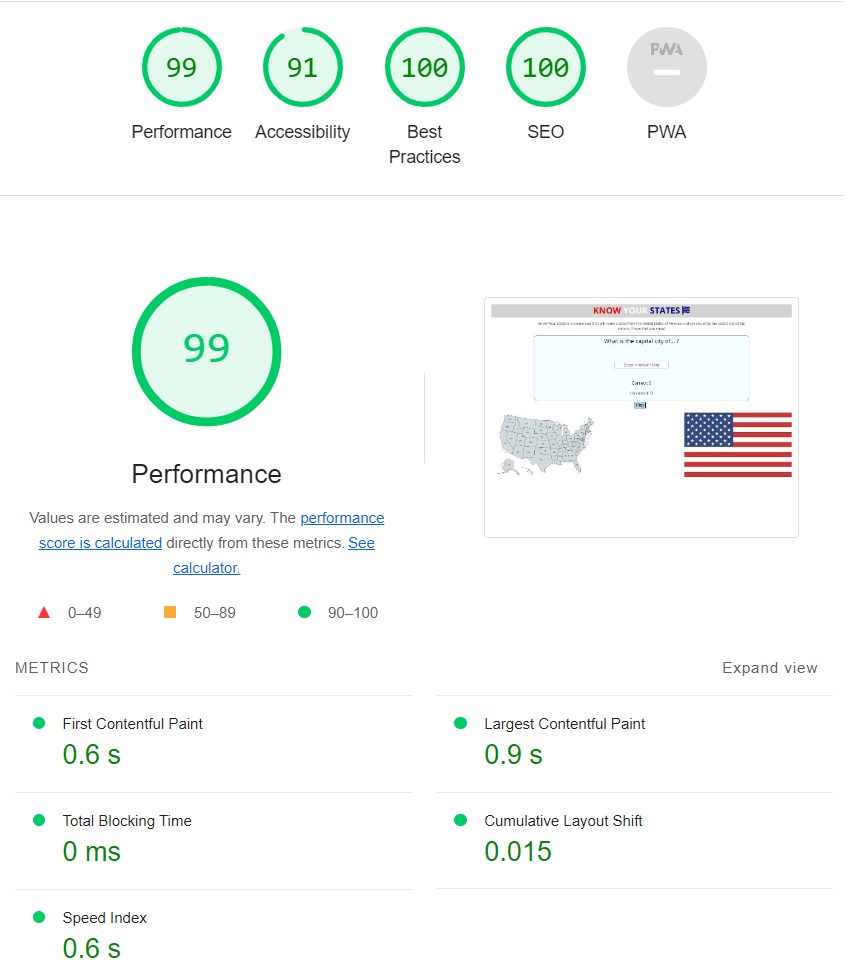 99
91
100
100
PWA
Performance
Accessibility
Best
Practices
SEO
PWA
99
KNOW YOUR STATES
What is the capital city of...?
Enter Answer Here
Correct: 0
Incorrect: 0
Play
Performance
Values are estimated and may vary. The performance
score is calculated directly from these metrics. See
calculator.
0–49
50–89
90–100
METRICS
Expand view
First Contentful Paint
0.6 s
Largest Contentful Paint
0.9 s
Total Blocking Time
0 ms
Cumulative Layout Shift
0.015
Speed Index
0.6 s